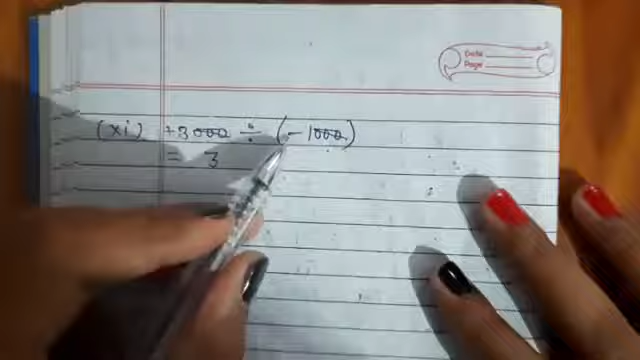 Date
Page
(xi) +3000 ÷ (-1000)
= 3